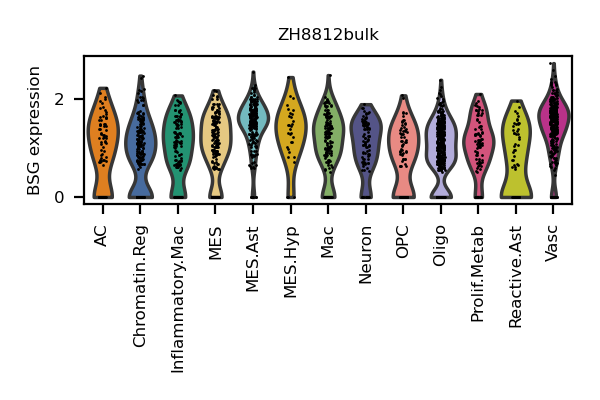 ZH8812bulk
BSG expression
2
0
AC
Chromatin.Reg
Inflammatory.Mac
MES
MES.Ast
MES.Hyp
Mac
Neuron
OPC
Oligo
Prolif.Metab
Reactive.Ast
Vasc